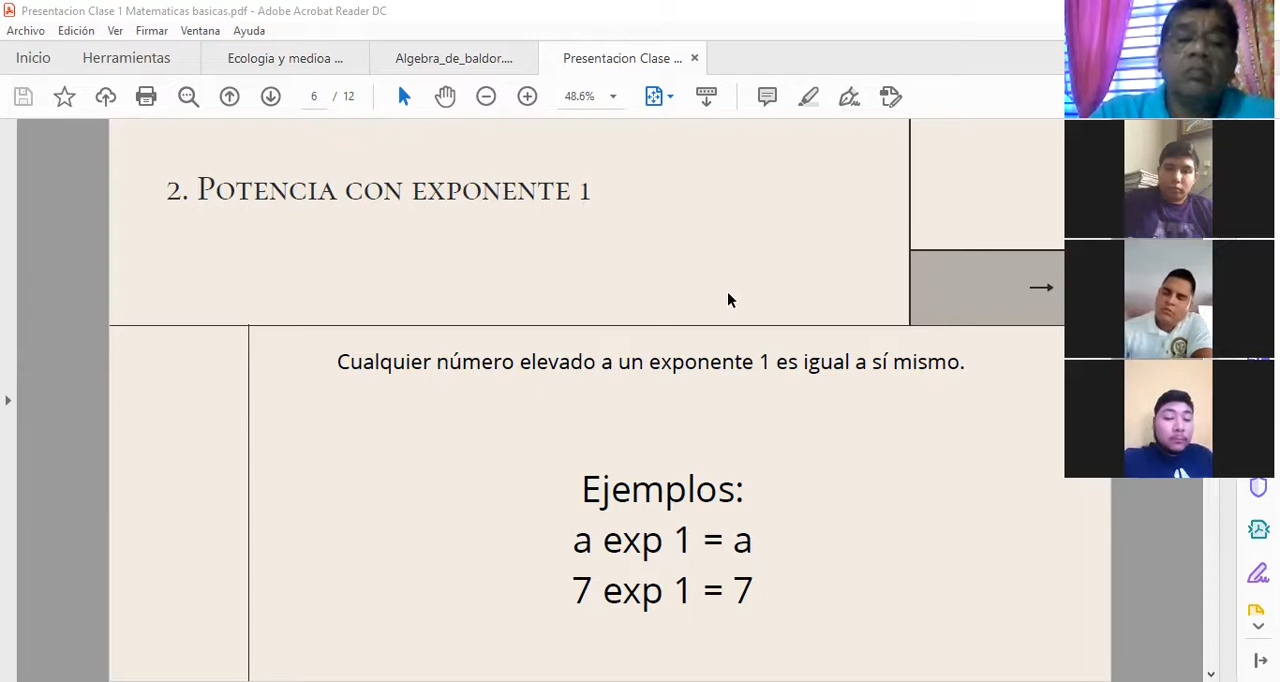 Presentacion Clase 1 Matematicas basicas.pdf - Adobe Acrobat Reader DC
Archivo Edición Ver Firmar Ventana Ayuda
Inicio Herramientas Ecologia y medioa ... Algebra_de_baldor.... Presentacion Clase ... ×
6 / 12 48.6%
2. POTENCIA CON EXPONENTE 1
Cualquier número elevado a un exponente 1 es igual a sí mismo.
Ejemplos:
a exp 1 = a
7 exp 1 = 7